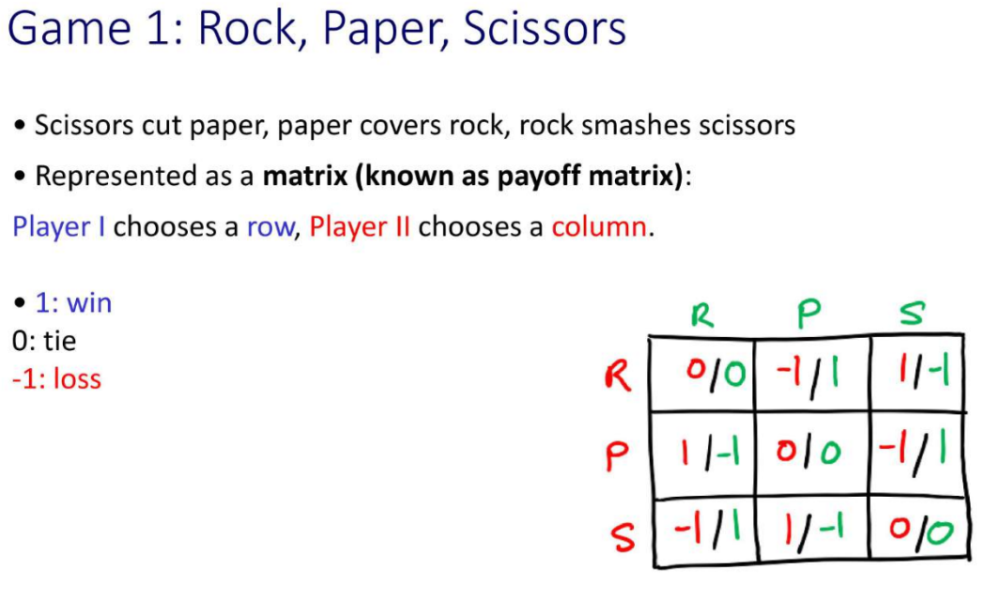 Game 1: Rock, Paper, Scissors
• Scissors cut paper, paper covers rock, rock smashes scissors
• Represented as a matrix (known as payoff matrix):
Player I chooses a row, Player II chooses a column.
• 1: win
0: tie
-1: loss
R P S
R 0/0 -1/1 1/-1
P 1/-1 0/0 -1/1
S -1/1 1/-1 0/0